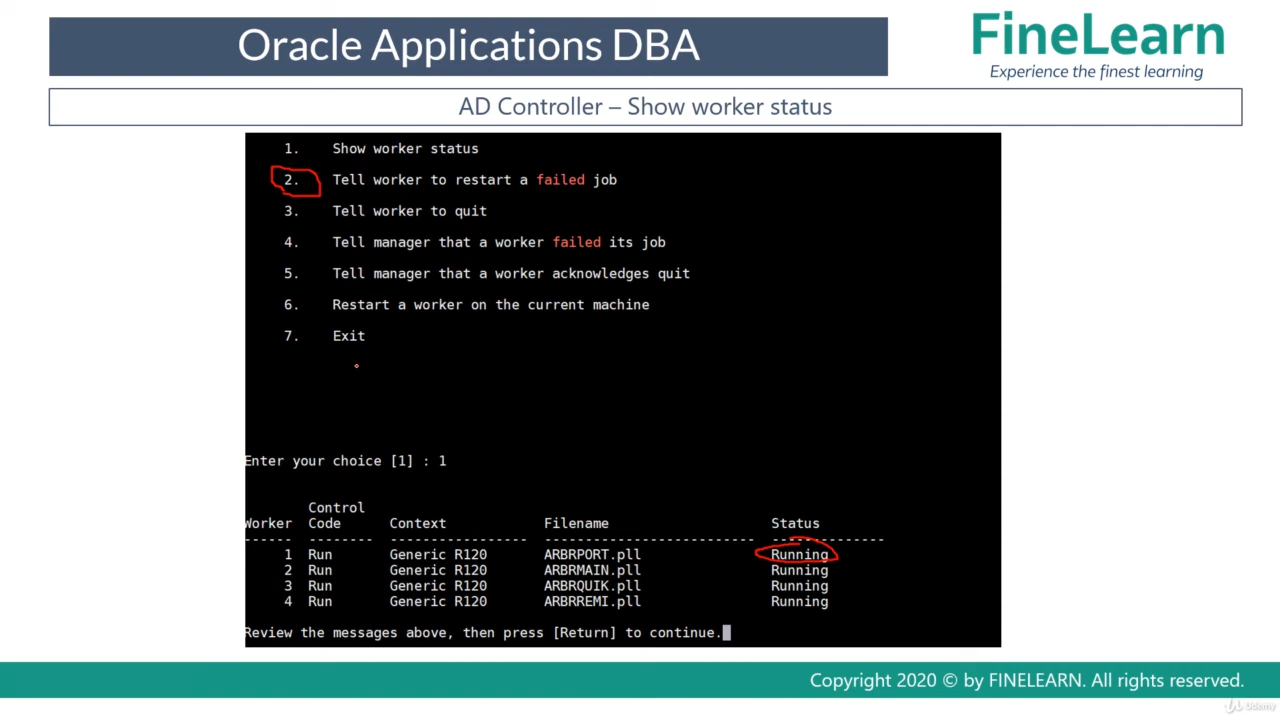 Oracle Applications DBA
FineLearn
Experience the finest learning
AD Controller – Show worker status
1. Show worker status
2. Tell worker to restart a failed job
3. Tell worker to quit
4. Tell manager that a worker failed its job
5. Tell manager that a worker acknowledges quit
6. Restart a worker on the current machine
7. Exit
Enter your choice [1] : 1
Control
Worker Code Context Filename Status
------ -------- ----------------- -------------------------- --------------
1 Run Generic R120 ARBRPORT.pll Running
2 Run Generic R120 ARBRMAIN.pll Running
3 Run Generic R120 ARBRQUIK.pll Running
4 Run Generic R120 ARBRREMI.pll Running
Review the messages above, then press [Return] to continue.
Copyright 2020 © by FINELEARN. All rights reserved.
Udemy